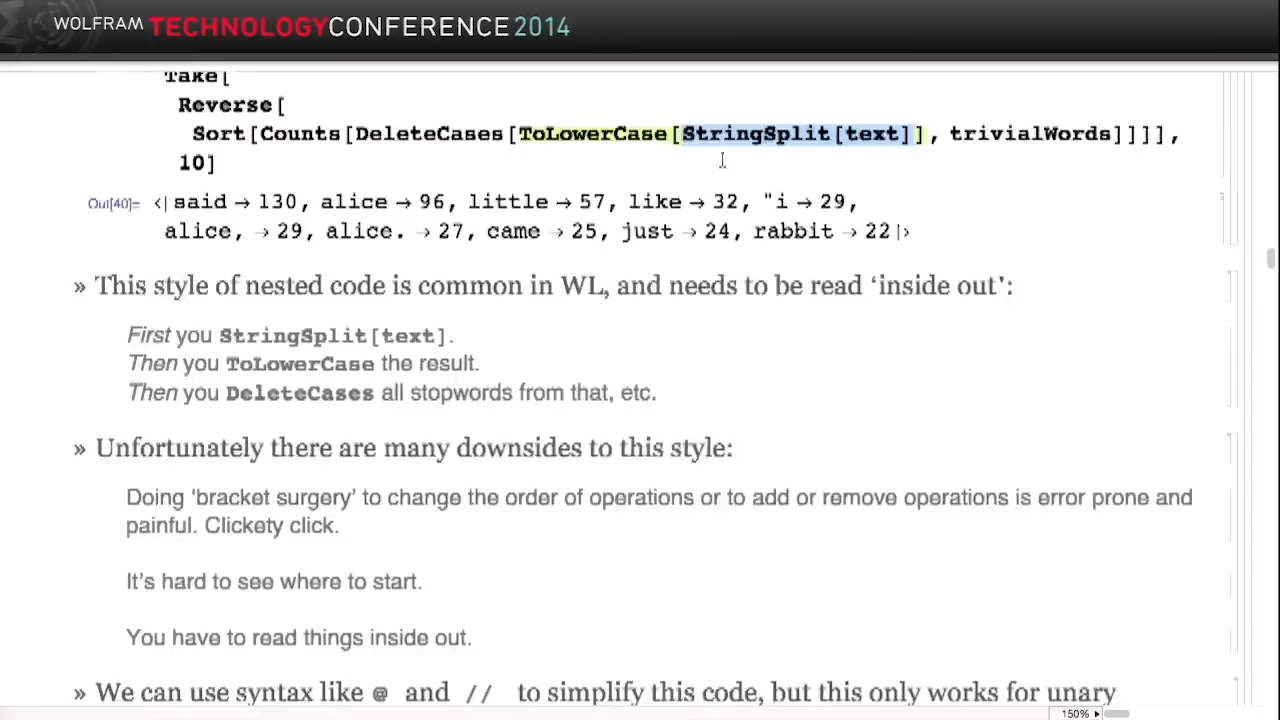 WOLFRAM TECHNOLOGYCONFERENCE 2014
Take[
Reverse[
Sort[Counts[DeleteCases[ToLowerCase[StringSplit[text]], trivialWords]]]],
10]
Out[40]= <| said → 130, alice → 96, little → 57, like → 32, "i → 29,
alice, → 29, alice. → 27, came → 25, just → 24, rabbit → 22 |>
» This style of nested code is common in WL, and needs to be read ‘inside out’:
First you StringSplit[text].
Then you ToLowerCase the result.
Then you DeleteCases all stopwords from that, etc.
» Unfortunately there are many downsides to this style:
Doing ‘bracket surgery’ to change the order of operations or to add or remove operations is error prone and
painful. Clickety click.
It’s hard to see where to start.
You have to read things inside out.
» We can use syntax like @ and // to simplify this code, but this only works for unary
150%